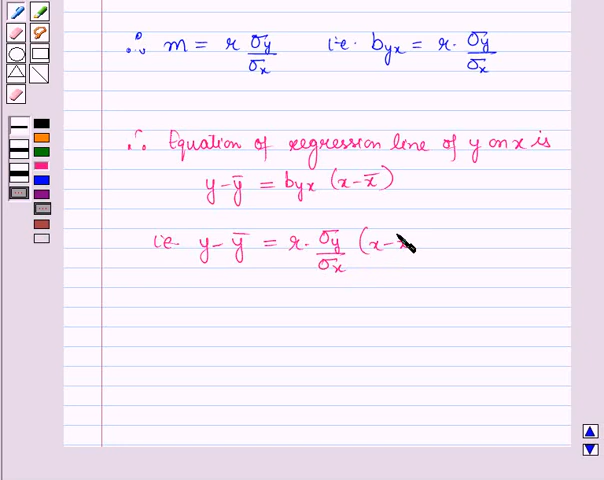 ∴ m = r σy/σx i.e. byx = r. σy/σx
∴ Equation of regression line of y on x is
y - ȳ = byx (x - x̄)
i.e. y - ȳ = r. σy/σx (x -